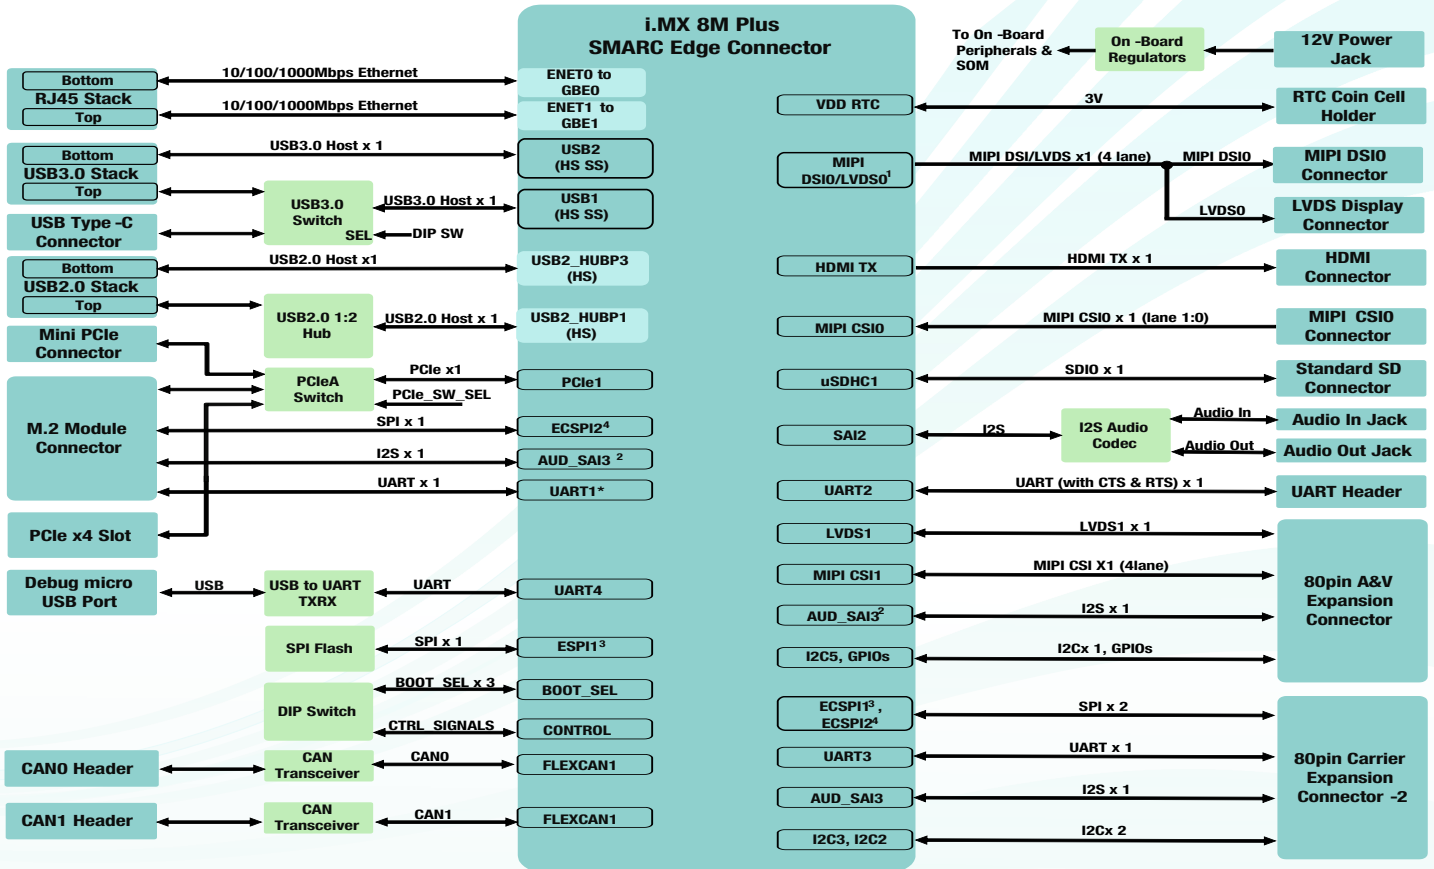 i.MX 8M Plus
SMARC Edge Connector
Bottom
RJ45 Stack
Top
10/100/1000Mbps Ethernet
10/100/1000Mbps Ethernet
ENET0 to
GBE0
ENET1 to
GBE1
Bottom
USB3.0 Stack
Top
USB3.0 Host x 1
USB2
(HS SS)
USB Type -C
Connector
USB3.0
Switch
SEL
USB3.0 Host x 1
DIP SW
USB1
(HS SS)
Bottom
USB2.0 Stack
Top
USB2.0 Host x1
USB2_HUBP3
(HS)
USB2.0 1:2
Hub
USB2.0 Host x 1
USB2_HUBP1
(HS)
Mini PCIe
Connector
PCIeA
Switch
PCIe x1
PCIe_SW_SEL
PCIe1
M.2 Module
Connector
SPI x 1
ECSPI2⁴
I2S x 1
AUD_SAI3 ²
UART x 1
UART1*
PCIe x4 Slot
Debug micro
USB Port
USB
USB to UART
TXRX
UART
UART4
SPI Flash
SPI x 1
ESPI1³
DIP Switch
BOOT_SEL x 3
BOOT_SEL
CTRL_SIGNALS
CONTROL
CAN0 Header
CAN
Transceiver
CAN0
FLEXCAN1
CAN1 Header
CAN
Transceiver
CAN1
FLEXCAN1
To On -Board
Peripherals &
SOM
On -Board
Regulators
12V Power
Jack
VDD RTC
3V
RTC Coin Cell
Holder
MIPI
DSI0/LVDS0¹
MIPI DSI/LVDS x1 (4 lane)
MIPI DSI0
MIPI DSI0
Connector
LVDS0
LVDS Display
Connector
HDMI TX
HDMI TX x 1
HDMI
Connector
MIPI CSI0
MIPI CSI0 x 1 (lane 1:0)
MIPI CSI0
Connector
uSDHC1
SDIO x 1
Standard SD
Connector
SAI2
I2S
I2S Audio
Codec
Audio In
Audio In Jack
Audio Out
Audio Out Jack
UART2
UART (with CTS & RTS) x 1
UART Header
LVDS1
LVDS1 x 1
MIPI CSI1
MIPI CSI X1 (4lane)
AUD_SAI3²
I2S x 1
I2C5, GPIOs
I2Cx 1, GPIOs
80pin A&V
Expansion
Connector
ECSPI1³ ,
ECSPI2⁴
SPI x 2
UART3
UART x 1
AUD_SAI3
I2S x 1
I2C3, I2C2
I2Cx 2
80pin Carrier
Expansion
Connector -2